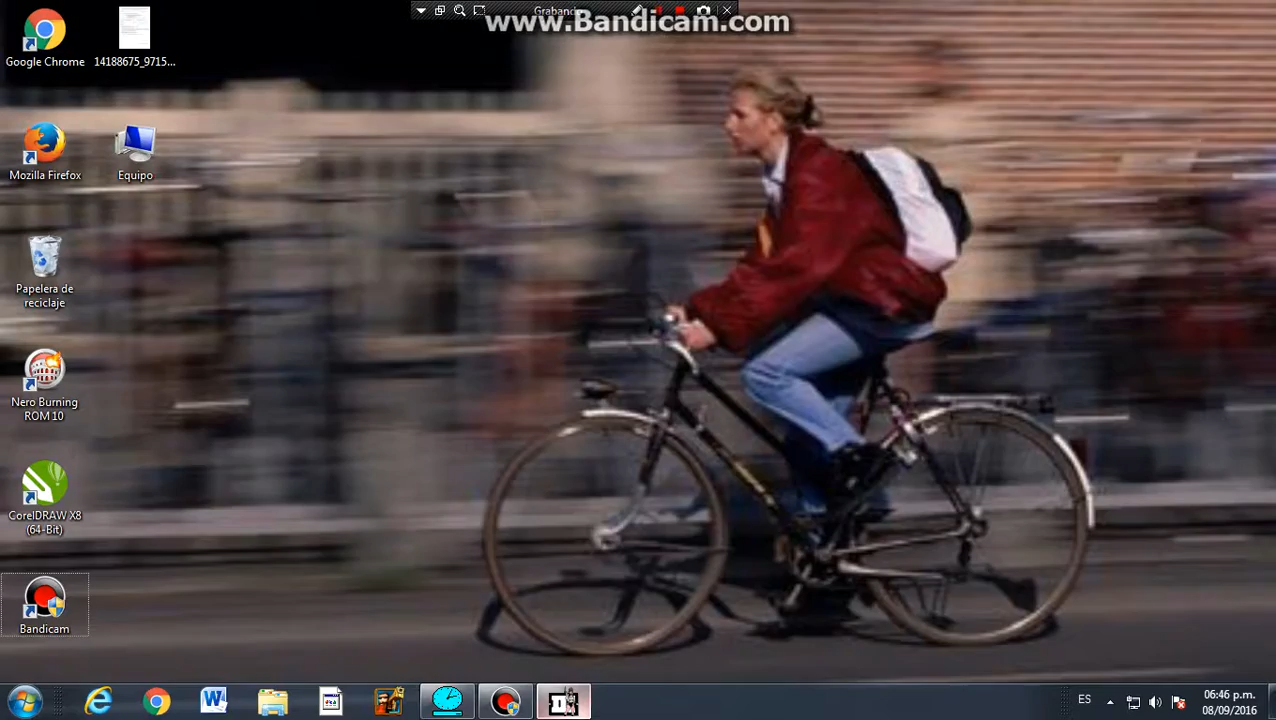 Graband
www.Bandicam.com
Google Chrome
14188675_9715...
Mozilla Firefox
Equipo
Papelera de
reciclaje
Nero Burning
ROM 10
CorelDRAW X8
(64-Bit)
Bandicam
W
D
ES
06:46 p.m.
08/09/2016